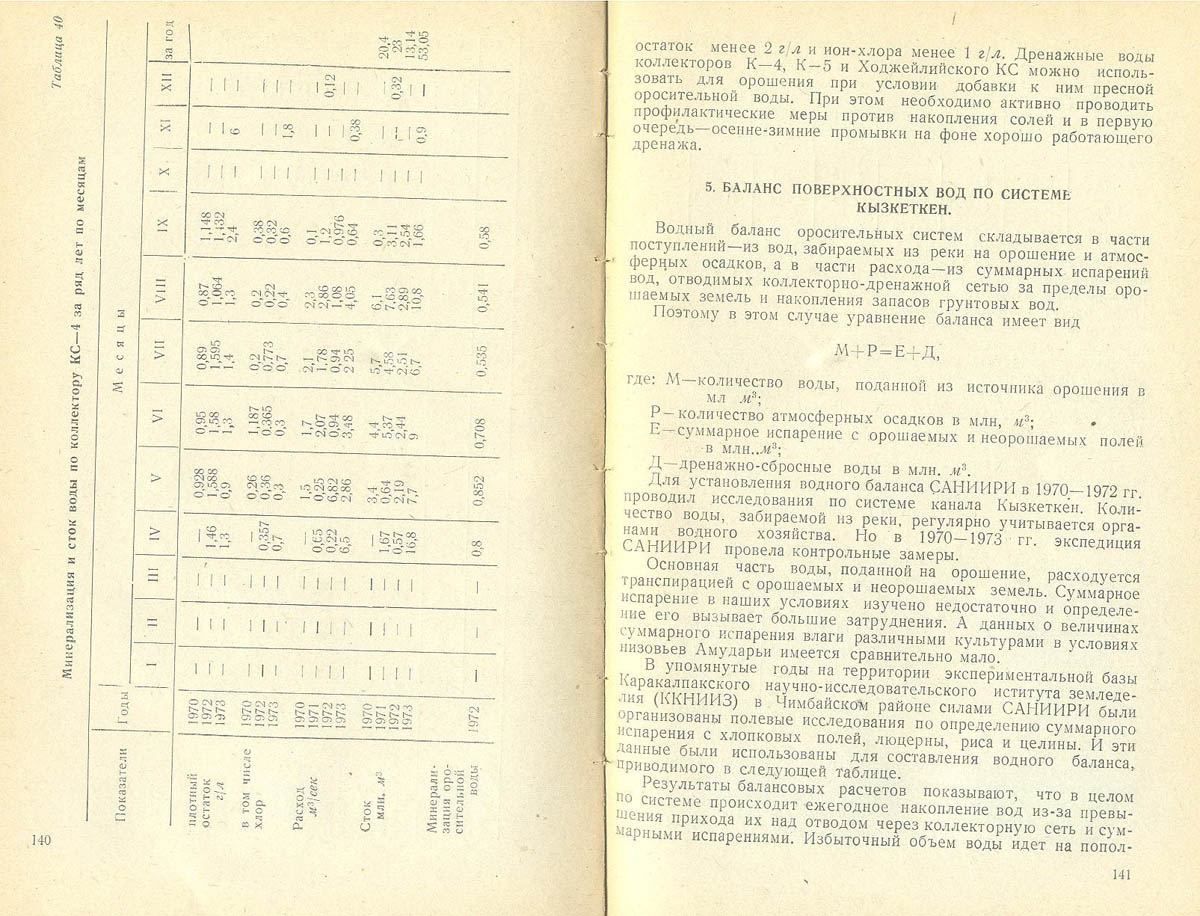 Таблица 40
Минерализация и сток воды по коллектору КС—4 за ряд лет по месяцам
Показатели Годы Месяцы за год
I II III IV V VI VII VIII IX X XI XII
плотный 1970 — — — — 0,928 0,95 0,89 0,87 1,148 — — —
остаток 1972 — — — 1,46 1,588 1,58 1,595 1,064 1,432 — — —
г/л 1973 — — — 1,3 0,9 1,3 1,4 1,3 2,4 — 6 —
в том числе 1970 — — — — 0,26 1,187 0,2 0,2 0,38 — — —
хлор 1972 — — — 0,357 0,36 0,365 0,773 0,22 0,32 — — —
1973 — — — 0,7 0,3 0,3 0,7 0,4 0,6 — 1,8 —
Расход 1970 — — — — 1,5 1,7 2,1 2,3 0,1 — — —
м³/сек 1971 — — — 0,65 0,25 2,07 1,78 2,86 1,2 — — —
1972 — — — 0,22 6,82 0,94 0,94 1,08 0,976 — — 0,12
1973 — — — 6,5 2,86 3,48 2 25 4,05 0,64 — 0,38 —
Сток 1970 — — — — 3,4 4,4 5,7 6,1 0,3 — — — 20,4
млн. м³ 1971 — — — 1,67 0,64 5,37 4,58 7,63 3,11 — — — 23
1972 — — — 0,57 2,19 2,44 2,51 2,89 2,54 — — 0,32 13,14
1973 — — — 16,8 7,7 9 6,7 10,8 1,66 — 0,9 — 53,05
Минерали-
зация оро-
сительной
воды 1972 — — — 0,8 0,852 0,708 0,535 0,541 0,58
140
остаток менее 2 г/л и ион-хлора менее 1 г/л. Дренажные воды
коллекторов К—4, К—5 и Ходжейлийского КС можно исполь-
зовать для орошения при условии добавки к ним пресной
оросительной воды. При этом необходимо активно проводить
профилактические меры против накопления солей и в первую
очередь—осенне-зимние промывки на фоне хорошо работающего
дренажа.
5. БАЛАНС ПОВЕРХНОСТНЫХ ВОД ПО СИСТЕМЕ
КЫЗКЕТКЕН.
Водный баланс оросительных систем складывается в части
поступлений—из вод, забираемых из реки на орошение и атмос-
ферных осадков, а в части расхода—из суммарных испарений
вод, отводимых коллекторно-дренажной сетью за пределы оро-
шаемых земель и накопления запасов грунтовых вод.
Поэтому в этом случае уравнение баланса имеет вид
М+Р=Е+Д,
где: М—количество воды, поданной из источника орошения в
мл м³;
Р—количество атмосферных осадков в млн, м³;
Е—суммарное испарение с орошаемых и неорошаемых полей
в млн..м³;
Д—дренажно-сбросные воды в млн. м³.
Для установления водного баланса САНИИРИ в 1970—1972 гг.
проводил исследования по системе канала Кызкеткен. Коли-
чество воды, забираемой из реки, регулярно учитывается орга-
нами водного хозяйства. Но в 1970—1973 гг. экспедиция
САНИИРИ провела контрольные замеры.
Основная часть воды, поданной на орошение, расходуется
транспирацией с орошаемых и неорошаемых земель. Суммарное
испарение в наших условиях изучено недостаточно и определе-
ние его вызывает большие затруднения. А данных о величинах
суммарного испарения влаги различными культурами в условиях
низовьев Амударьи имеется сравнительно мало.
В упомянутые годы на территории экспериментальной базы
Каракалпакского научно-исследовательского иститута земледе-
лия (ККНИИЗ) в Чимбайском районе силами САНИИРИ были
организованы полевые исследования по определению суммарного
испарения с хлопковых полей, люцерны, риса и целины. И эти
данные были использованы для составления водного баланса,
приводимого в следующей таблице.
Результаты балансовых расчетов показывают, что в целом
по системе происходит ежегодное накопление вод из-за превы-
шения прихода их над отводом через коллекторную сеть и сум-
марными испарениями. Избыточный объем воды идет на попол-
141